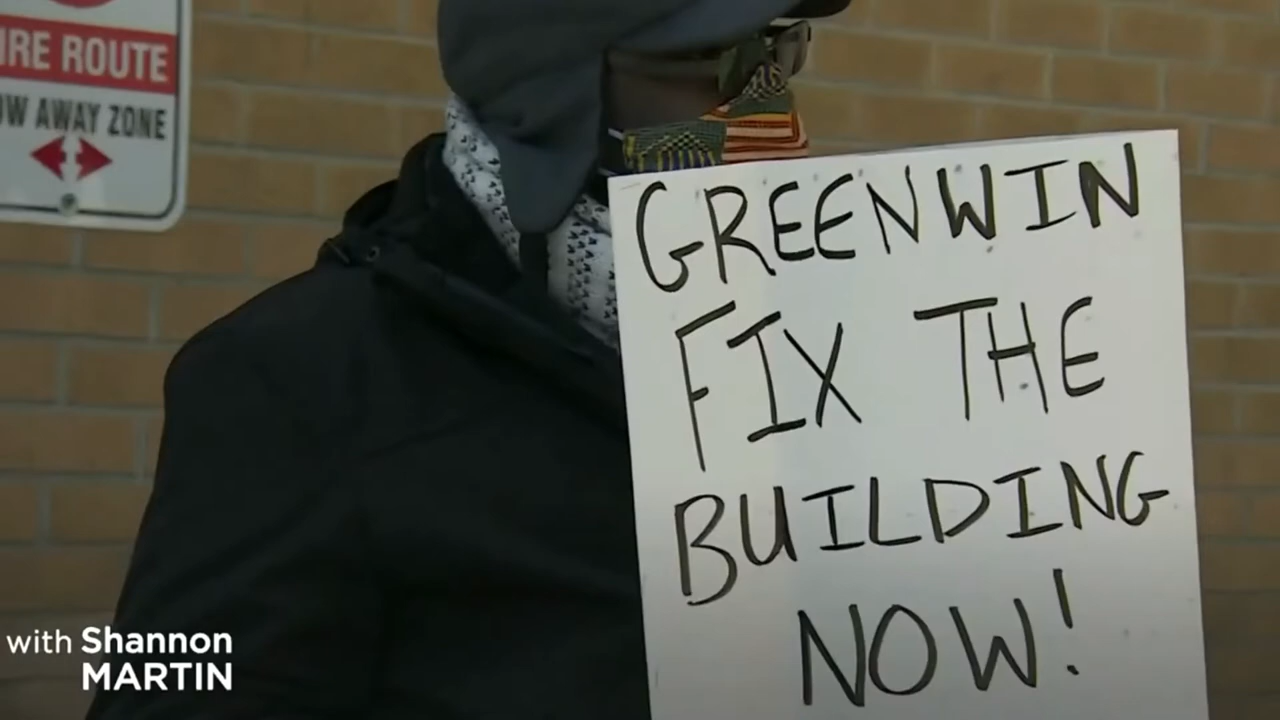 IRE ROUTE
OW AWAY ZONE
GREENWIN
FIX THE
BUILDING
NOW!
with Shannon
MARTIN